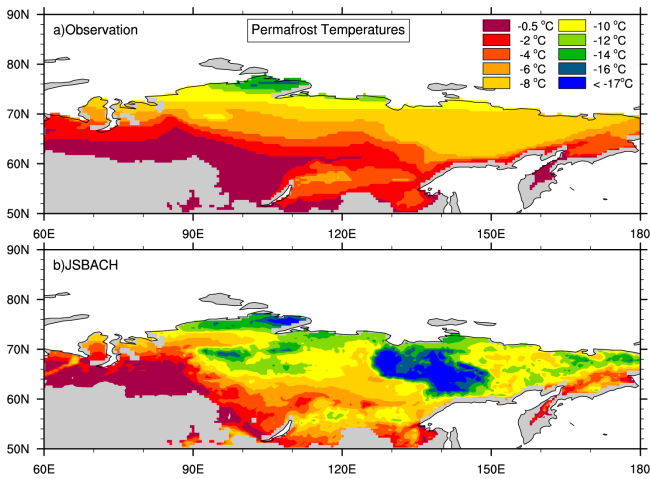 a)Observation
Permafrost Temperatures
-0.5 °C
-2 °C
-4 °C
-6 °C
-8 °C
-10 °C
-12 °C
-14 °C
-16 °C
< -17°C
90N
80N
70N
60N
50N
60E 90E 120E 150E 180
b)JSBACH
90N
80N
70N
60N
50N
60E 90E 120E 150E 180